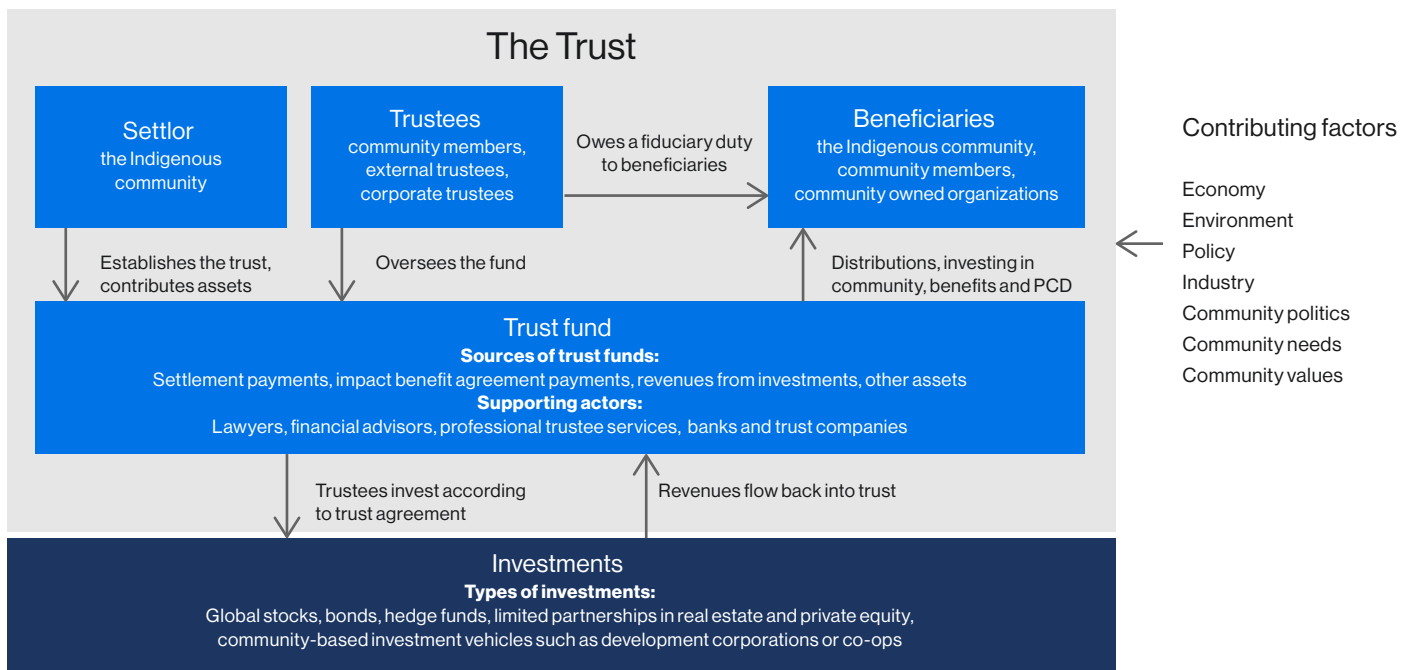 The Trust
Settlor
the Indigenous
community
Trustees
community members,
external trustees,
corporate trustees
Owes a fiduciary duty
to beneficiaries
Beneficiaries
the Indigenous community,
community members,
community owned organizations
Establishes the trust,
contributes assets
Oversees the fund
Distributions, investing in
community, benefits and PCD
Trust fund
Sources of trust funds:
Settlement payments, impact benefit agreement payments, revenues from investments, other assets
Supporting actors:
Lawyers, financial advisors, professional trustee services, banks and trust companies
Trustees invest according
to trust agreement
Revenues flow back into trust
Investments
Types of investments:
Global stocks, bonds, hedge funds, limited partnerships in real estate and private equity,
community-based investment vehicles such as development corporations or co-ops
Contributing factors
Economy
Environment
Policy
Industry
Community politics
Community needs
Community values